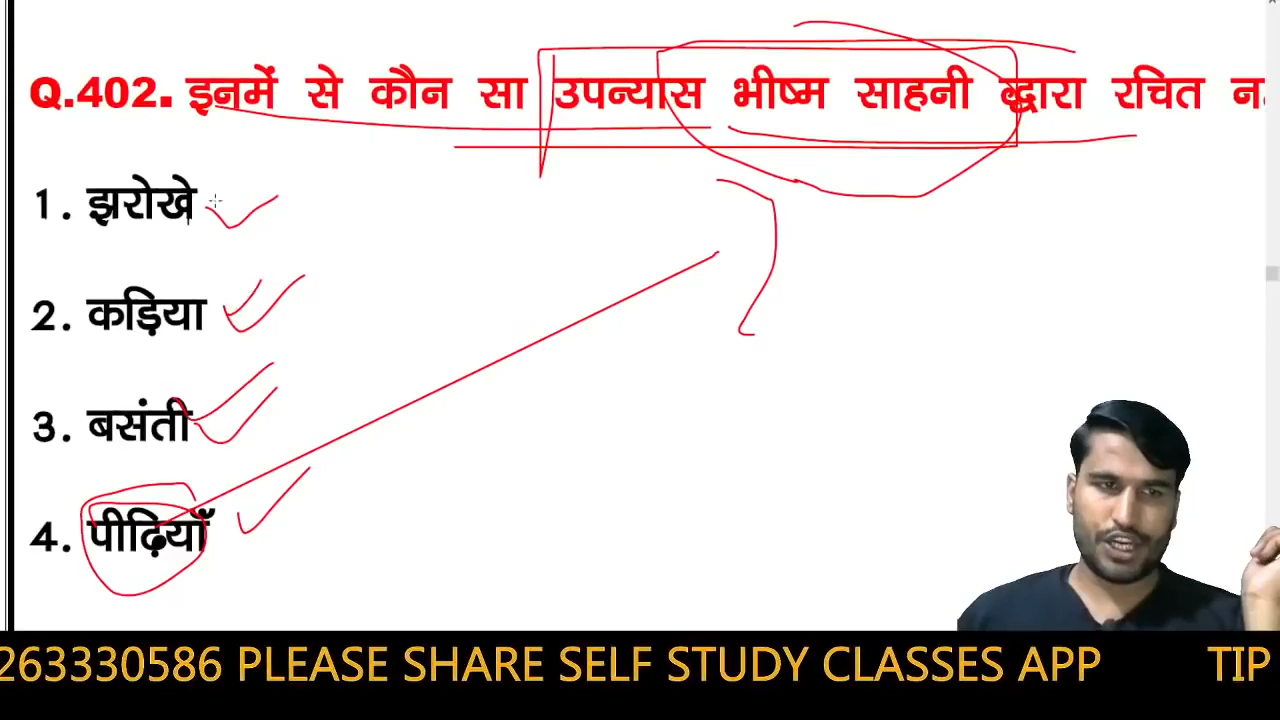 Q.402. इनमें से कौन सा उपन्यास भीष्म साहनी द्वारा रचित
1. झरोखे
2. कड़िया
3. बसंती
4. पीढ़ियाँ
263330586 PLEASE SHARE SELF STUDY CLASSES APP TIP